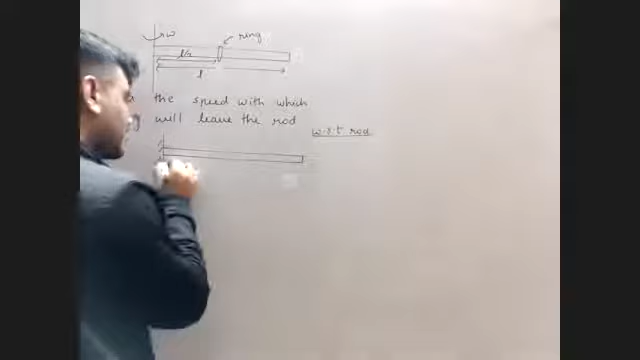 ω
ring
l/2
l
the speed with which
will leave the rod
w.r.t rod